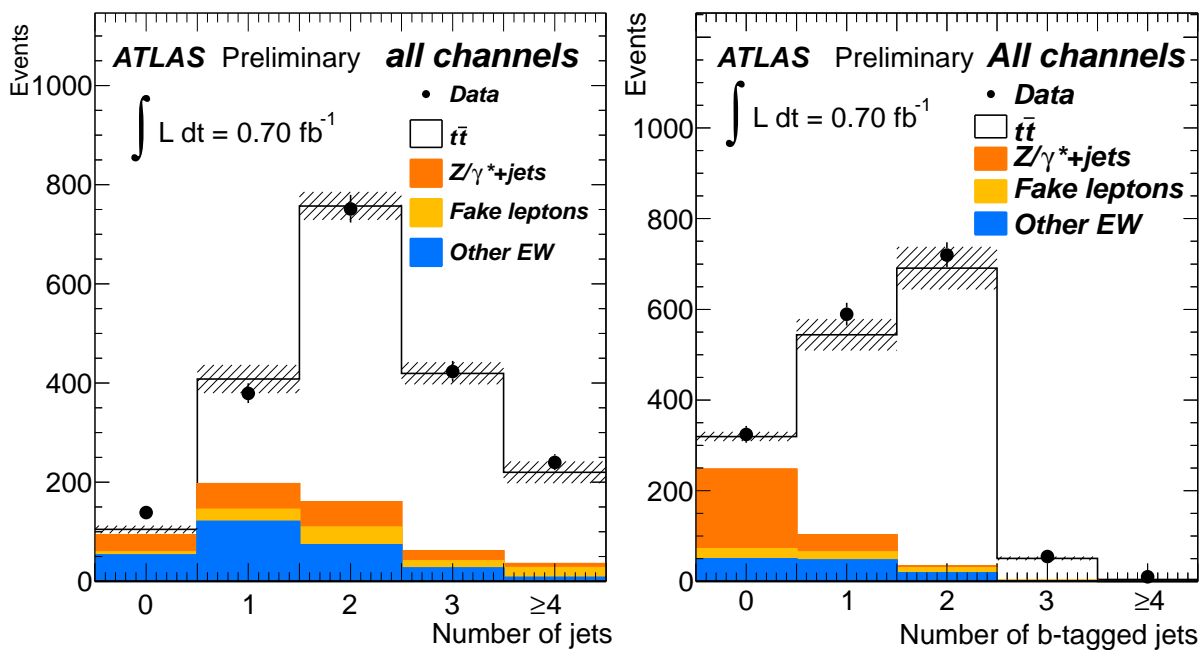 Events
ATLAS Preliminary all channels
∫ L dt = 0.70 fb⁻¹
Data
tt̄
Z/γ*+jets
Fake leptons
Other EW
1000
800
600
400
200
0
0 1 2 3 ≥4
Number of jets
Events
ATLAS Preliminary All channels
∫ L dt = 0.70 fb⁻¹
Data
tt̄
Z/γ*+jets
Fake leptons
Other EW
1000
800
600
400
200
0
0 1 2 3 ≥4
Number of b-tagged jets